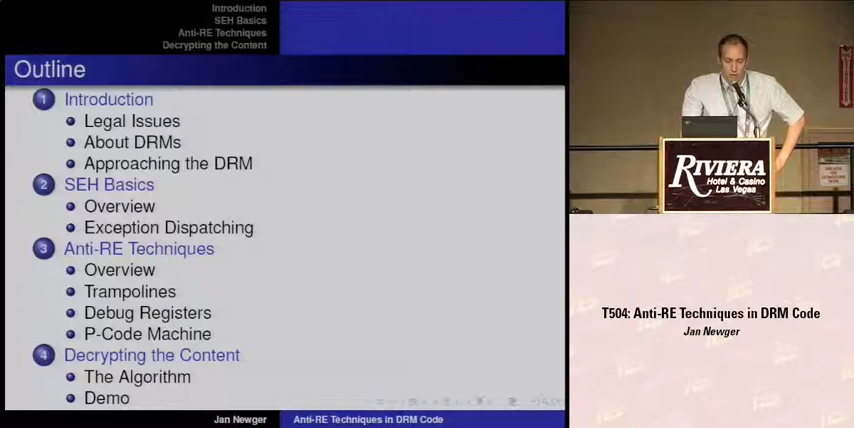 Introduction
SEH Basics
Anti-RE Techniques
Decrypting the Content
Outline
1 Introduction
Legal Issues
About DRMs
Approaching the DRM
2 SEH Basics
Overview
Exception Dispatching
3 Anti-RE Techniques
Overview
Trampolines
Debug Registers
P-Code Machine
4 Decrypting the Content
The Algorithm
Demo
Jan Newger
Anti-RE Techniques in DRM Code
RIVIERA
Hotel & Casino
Las Vegas
T504: Anti-RE Techniques in DRM Code
Jan Newger